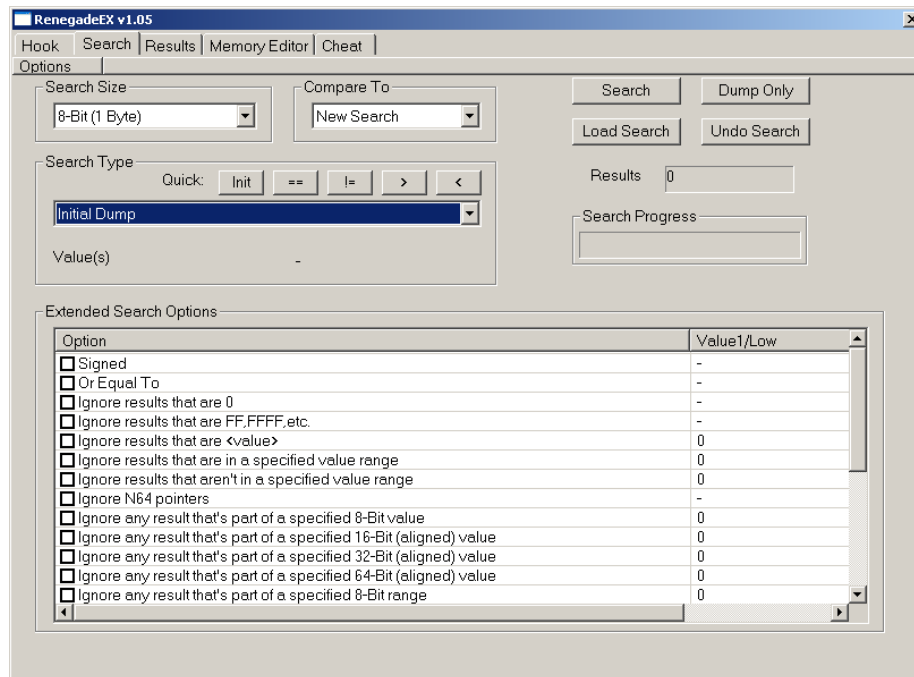 RenegadeEX v1.05
Hook Search Results Memory Editor Cheat
Options
Search Size
8-Bit (1 Byte)
Compare To
New Search
Search Dump Only
Load Search Undo Search
Search Type
Quick: Init == != > <
Initial Dump
Value(s) -
Results 0
Search Progress
Extended Search Options
Option Value1/Low
Signed -
Or Equal To -
Ignore results that are 0 -
Ignore results that are FF,FFFF,etc. -
Ignore results that are <value> 0
Ignore results that are in a specified value range 0
Ignore results that aren't in a specified value range 0
Ignore N64 pointers -
Ignore any result that's part of a specified 8-Bit value 0
Ignore any result that's part of a specified 16-Bit (aligned) value 0
Ignore any result that's part of a specified 32-Bit (aligned) value 0
Ignore any result that's part of a specified 64-Bit (aligned) value 0
Ignore any result that's part of a specified 8-Bit range 0